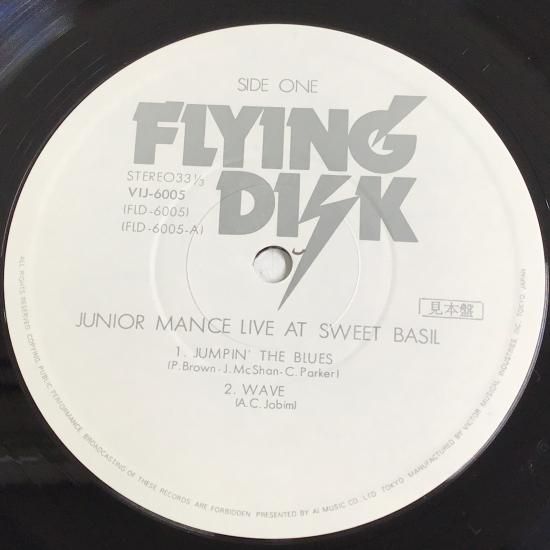 SIDE ONE
FLYING
DISK
STEREO 33 1/3
VIJ-6005
(FLD-6005)
(FLD-6005-A)
見本盤
JUNIOR MANCE LIVE AT SWEET BASIL
1. JUMPIN' THE BLUES
(P. Brown - J. McShan - C. Parker)
2. WAVE
(A.C. Jobim)
ALL RIGHTS RESERVED. COPYING, PUBLIC PERFORMANCE, BROADCASTING OF THESE RECORDS ARE FORBIDDEN. PRESENTED BY AI MUSIC CO., LTD. TOKYO. MANUFACTURED BY VICTOR MUSICAL INDUSTRIES, INC. TOKYO, JAPAN